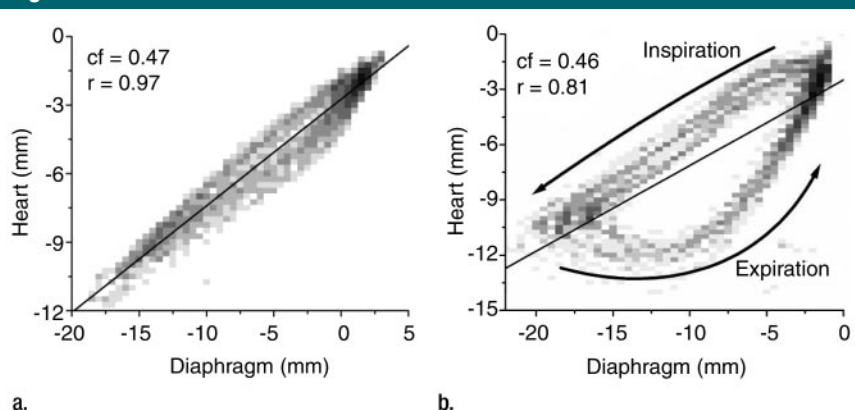 0
-3
-6
-9
-12
Heart (mm)
cf = 0.47
r = 0.97
-20
-15
-10
-5
0
5
Diaphragm (mm)
a.
0
-3
-6
-9
-12
-15
Heart (mm)
cf = 0.46
r = 0.81
Inspiration
Expiration
-20
-15
-10
-5
0
Diaphragm (mm)
b.